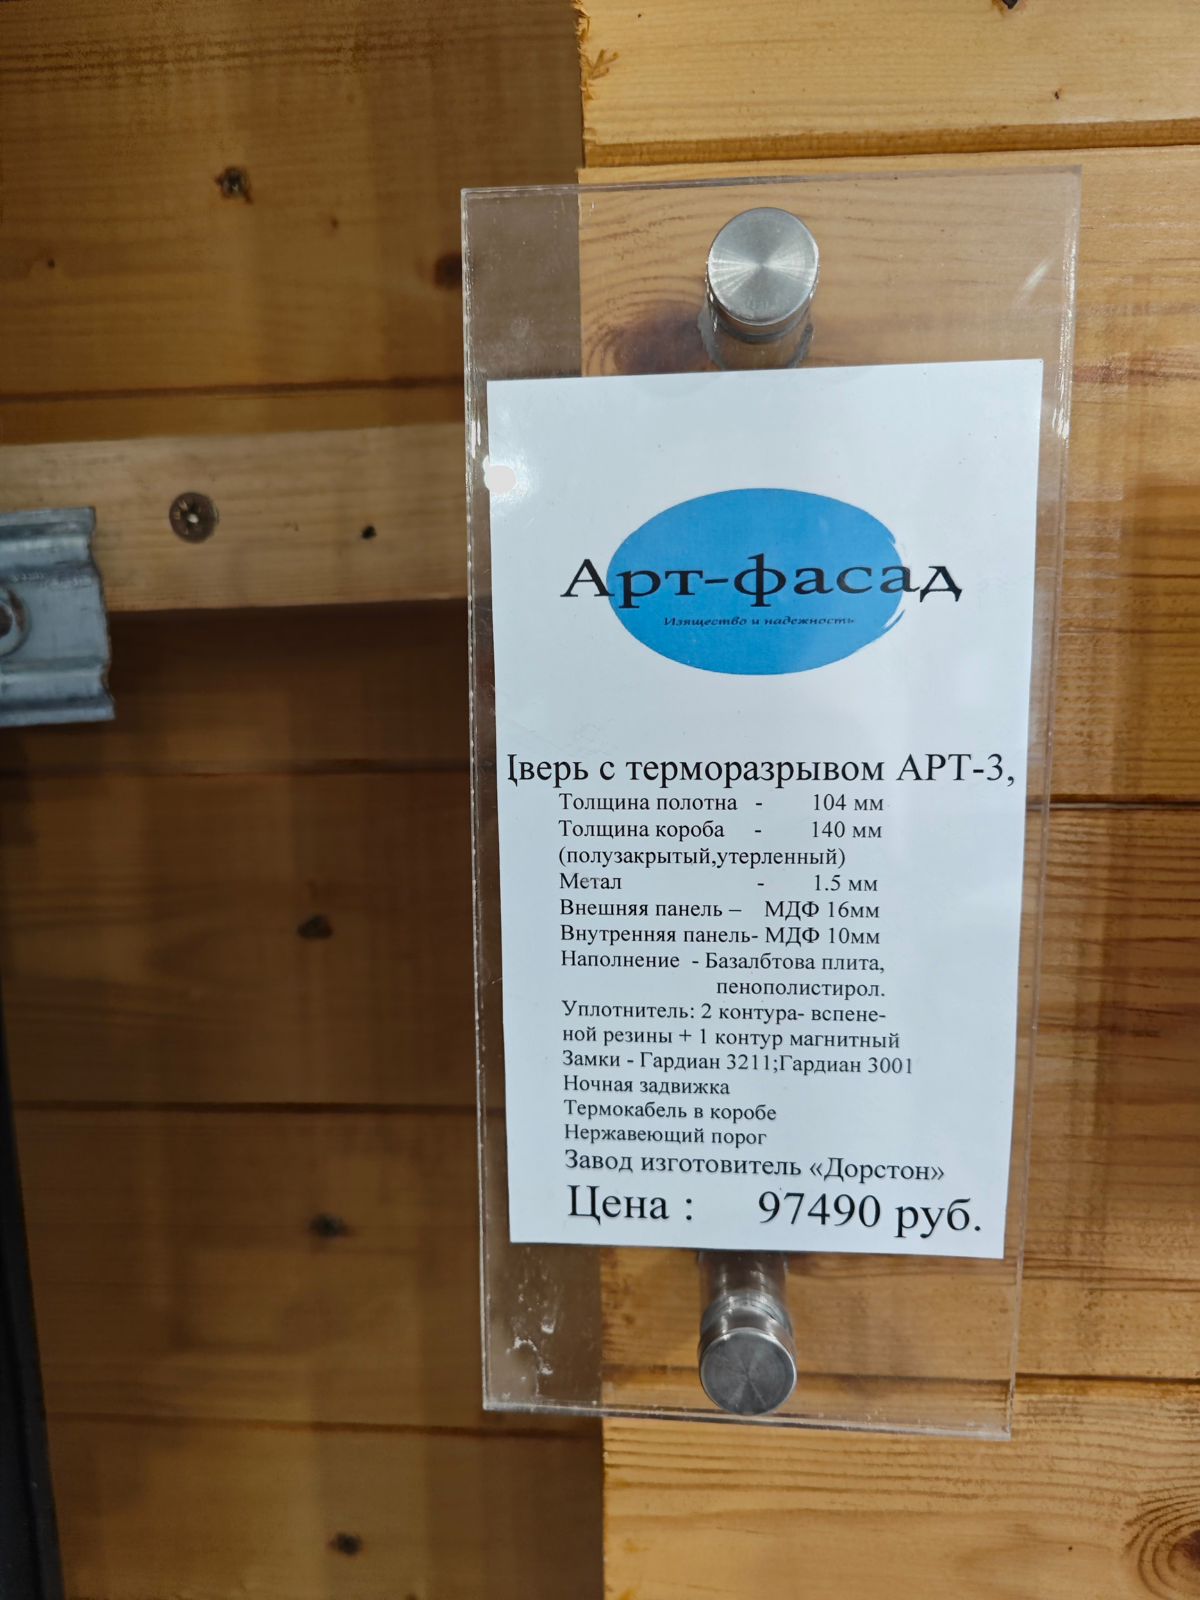 Арт-фасад
Изящество и надежность
Дверь с терморазрывом АРТ-3,
Толщина полотна - 104 мм
Толщина короба - 140 мм
(полузакрытый,утерленный)
Метал - 1.5 мм
Внешняя панель – МДФ 16мм
Внутренняя панель- МДФ 10мм
Наполнение - Базалбтова плита,
пенополистирол.
Уплотнитель: 2 контура- вспене-
ной резины + 1 контур магнитный
Замки - Гардиан 3211;Гардиан 3001
Ночная задвижка
Термокабель в коробе
Нержавеющий порог
Завод изготовитель «Дорстон»
Цена : 97490 руб.